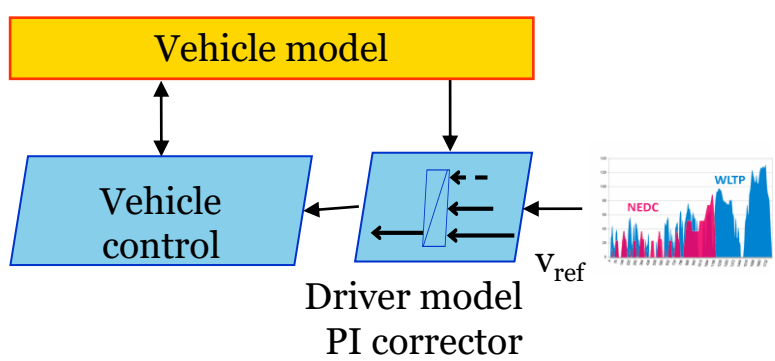 Vehicle model
Vehicle
control
WLTP
NEDC
v_ref
Driver model
PI corrector